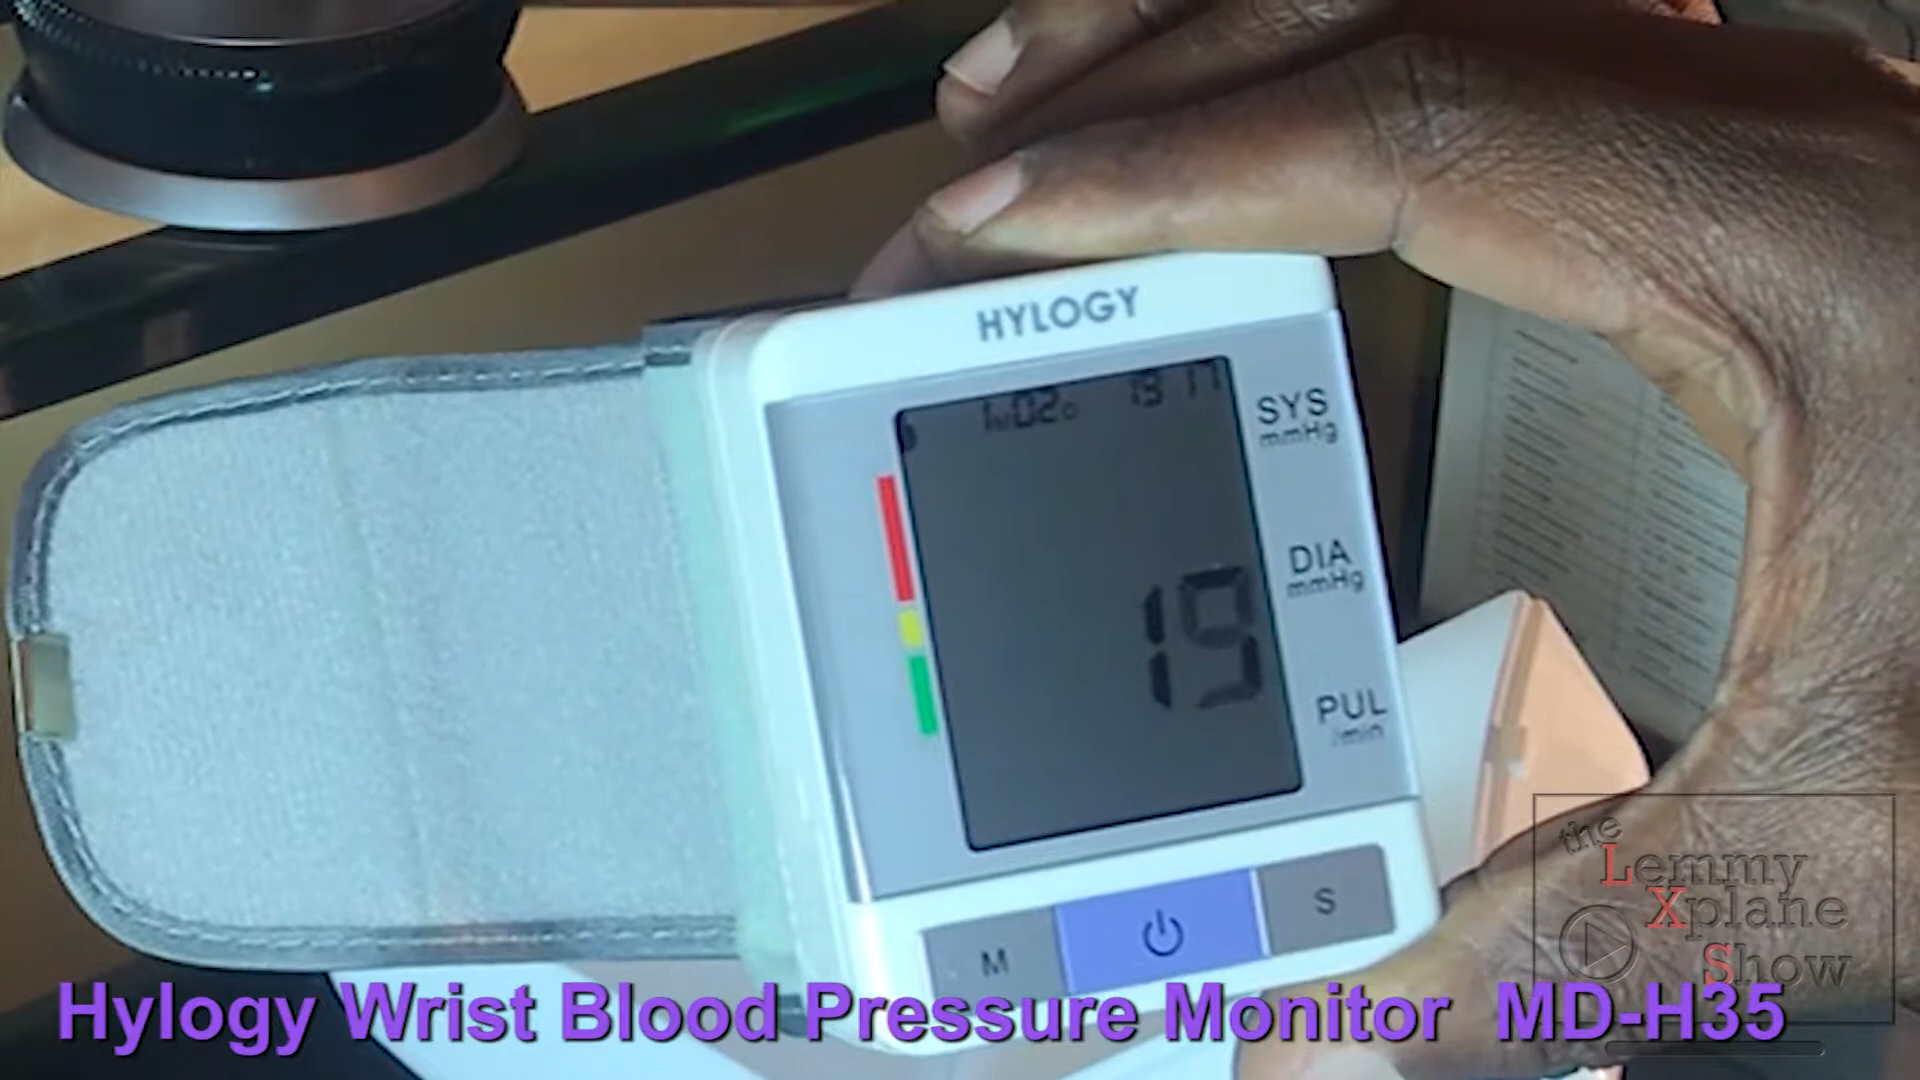 HYLOGY
SYS
mmHg
19
DIA
mmHg
PUL
/min
M
S
the
Lemmy
Xplane
Show
Hylogy Wrist Blood Pressure Monitor MD-H35